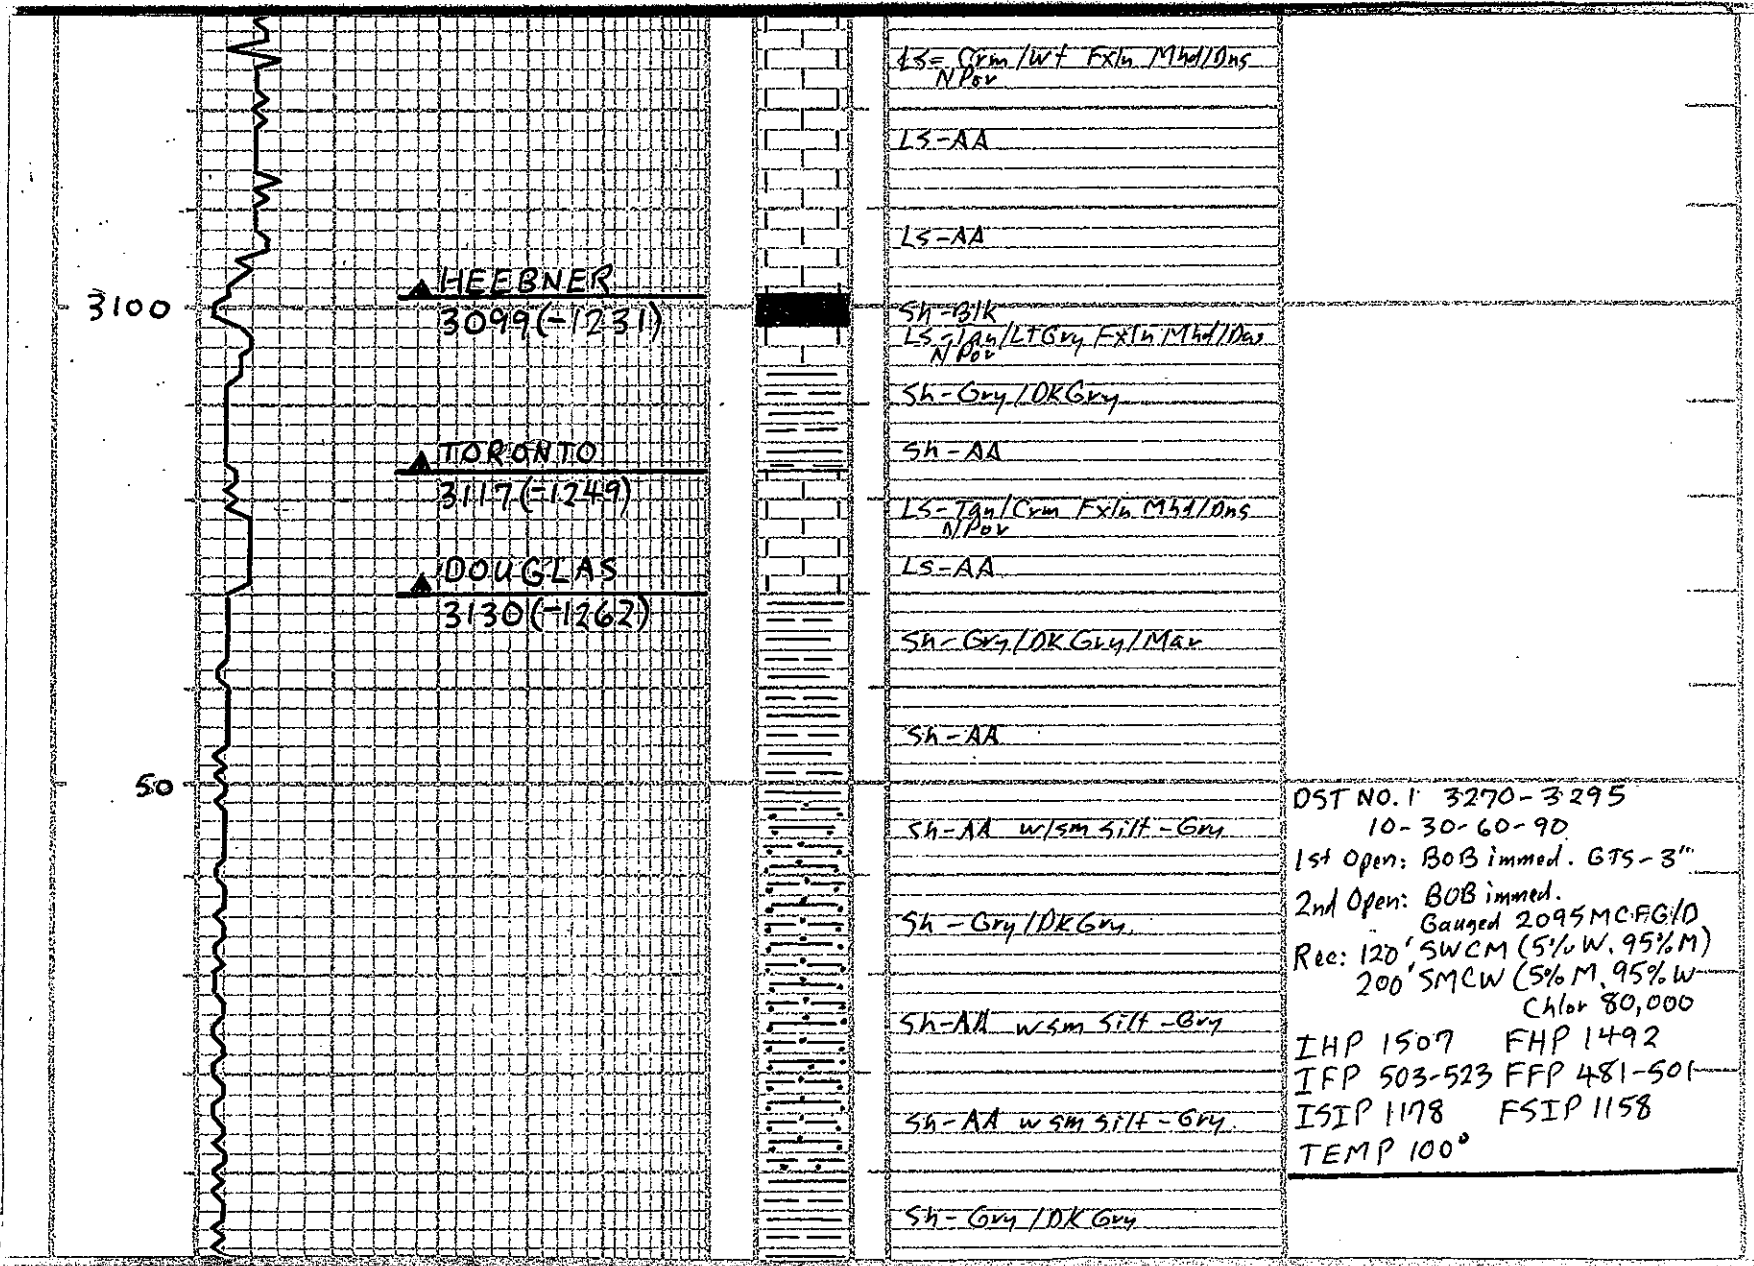 LS- Crm/Wt Fxln Mhd/Dns
N Por
LS-AA
LS-AA
HEEBNER
3100
3099(-1231)
Sh-Blk
LS-Tan/LTGry Fxln Mhd/Dns
N Por
Sh-Gry/DKGry
TORONTO
Sh-AA
3117(-1249)
LS-Tan/Crm Fxln Mhd/Dns
N Por
DOUGLAS
LS-AA
3130(-1262)
Sh-Gry/DKGry/Mar
Sh-AA
50
Sh-AA w/sm silt-Gry
Sh-Gry/DKGry
Sh-AA w sm silt-Gry
Sh-AA w sm silt-Gry
Sh-Gry/DKGry
DST NO. 1 3270-3295
10-30-60-90
1st Open: BOB immed. GTS-3"
2nd Open: BOB immed.
Gauged 2095 MCFG/D
Rec: 120' SWCM (5% W. 95% M)
200' SMCW (5% M. 95% W
Chlor 80,000
IHP 1507 FHP 1492
IFP 503-523 FFP 481-501
ISIP 1178 FSIP 1158
TEMP 100°